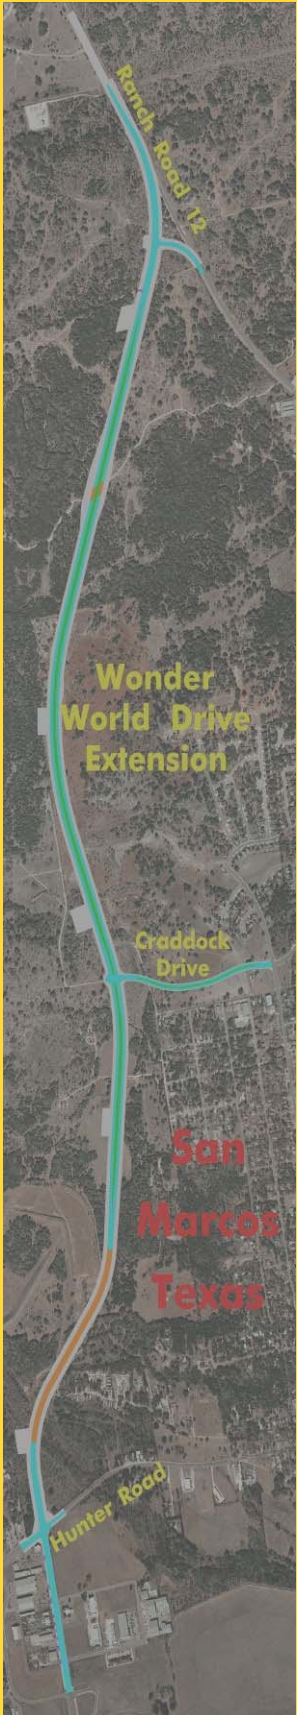 Ranch Road 12
Wonder
World Drive
Extension
Craddock
Drive
San
Marcos
Texas
Hunter Road